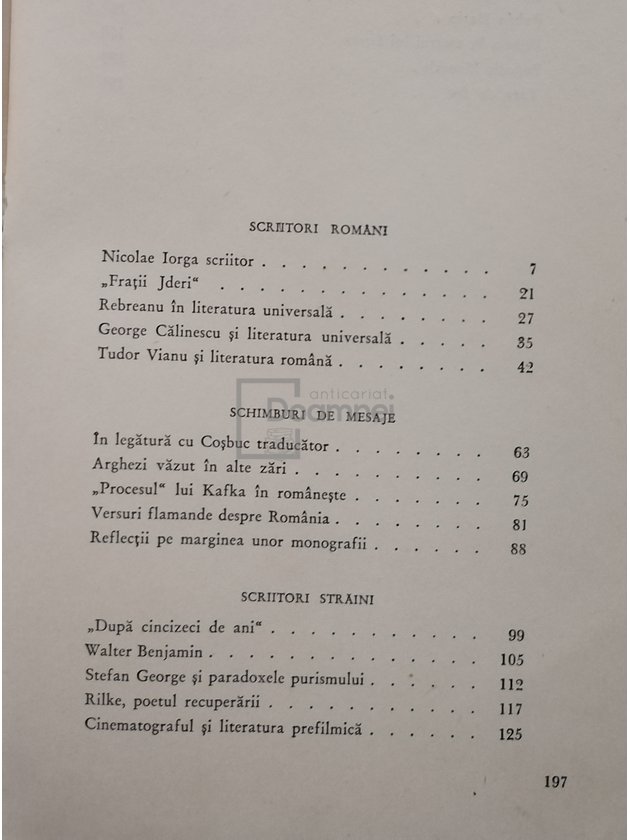 SCRIITORI ROMÂNI
Nicolae Iorga scriitor . . . . . . . . . . . 7
„Frații Jderi“ . . . . . . . . . . . . 21
Rebreanu în literatura universală . . . . . . . 27
George Călinescu și literatura universală . . . . . 35
Tudor Vianu și literatura română . . . . . . . 42
anticariat
SCHIMBURI DE MESAJE
În legătură cu Coșbuc traducător . . . . . . . 63
Arghezi văzut în alte zări . . . . . . . . . 69
„Procesul“ lui Kafka în românește . . . . . . 75
Versuri flamande despre România . . . . . . . 81
Reflecții pe marginea unor monografii . . . . . 88
SCRIITORI STRĂINI
„După cincizeci de ani“ . . . . . . . . . . 99
Walter Benjamin . . . . . . . . . . . . 105
Stefan George și paradoxele purismului . . . . . 112
Rilke, poetul recuperării . . . . . . . . . . 117
Cinematograful și literatura prefilmică . . . . . . 125
197